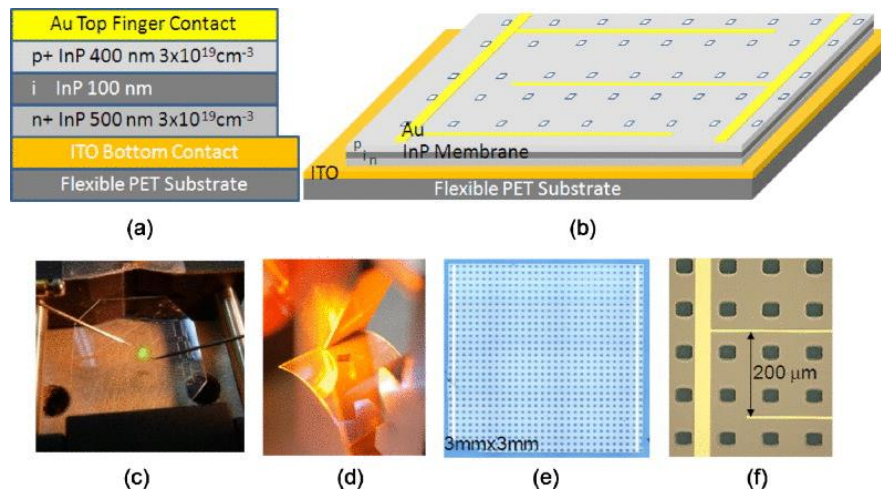 Au Top Finger Contact
p+ InP 400 nm 3x10¹⁹cm⁻³
i InP 100 nm
n+ InP 500 nm 3x10¹⁹cm⁻³
ITO Bottom Contact
Flexible PET Substrate
(a)
Au
p
i
n
InP Membrane
ITO
Flexible PET Substrate
(b)
3mmx3mm
200 μm
(c)
(d)
(e)
(f)